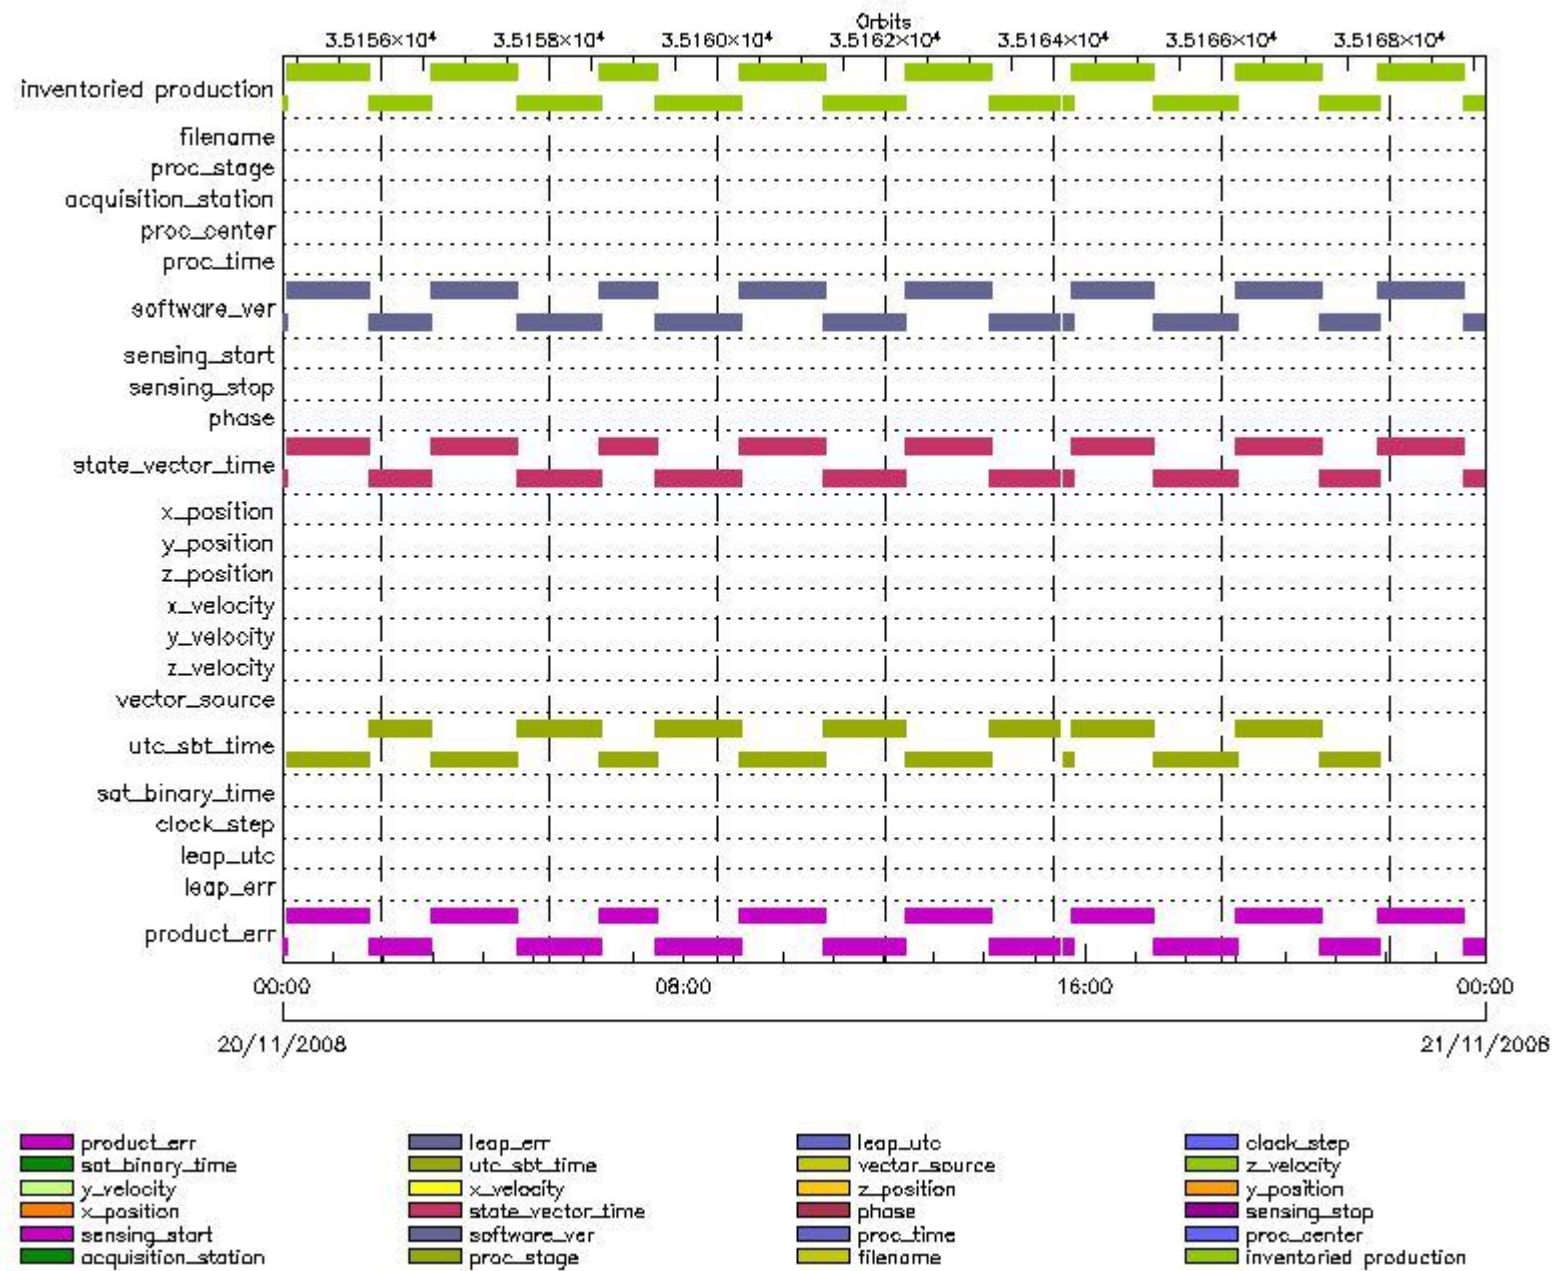 Orbits
3.5156×10⁴ 3.5158×10⁴ 3.5160×10⁴ 3.5162×10⁴ 3.5164×10⁴ 3.5166×10⁴ 3.5168×10⁴
inventoried production
filename
proc_stage
acquisition_station
proc_center
proc_time
software_ver
sensing_start
sensing_stop
phase
state_vector_time
x_position
y_position
z_position
x_velocity
y_velocity
z_velocity
vector_source
utc_sbt_time
sat_binary_time
clock_step
leap_utc
leap_err
product_err
00:00 08:00 16:00 00:00
20/11/2008 21/11/2008
product_err leap_err leap_utc clock_step
sat_binary_time utc_sbt_time vector_source z_velocity
y_velocity x_velocity z_position y_position
x_position state_vector_time phase sensing_stop
sensing_start software_ver proc_time proc_center
acquisition_station proc_stage filename inventoried production